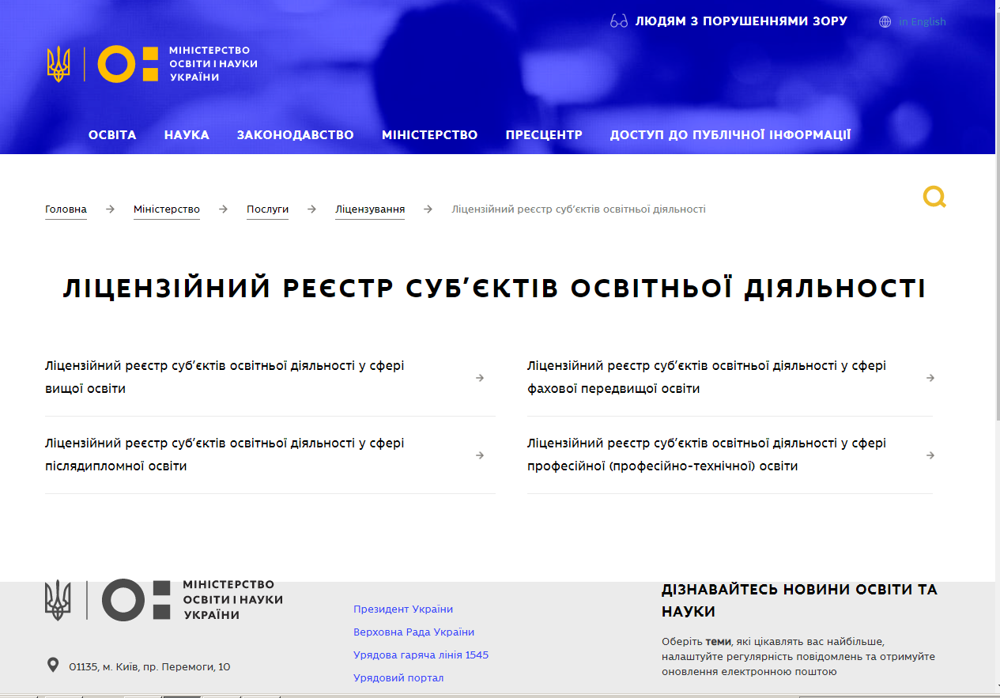 ЛЮДЯМ З ПОРУШЕННЯМИ ЗОРУ
in English
МІНІСТЕРСТВО
ОСВІТИ І НАУКИ
УКРАЇНИ
ОСВІТА НАУКА ЗАКОНОДАВСТВО МІНІСТЕРСТВО ПРЕСЦЕНТР ДОСТУП ДО ПУБЛІЧНОЇ ІНФОРМАЦІЇ
Головна → Міністерство → Послуги → Ліцензування → Ліцензійний реєстр суб’єктів освітньої діяльності
ЛІЦЕНЗІЙНИЙ РЕЄСТР СУБ’ЄКТІВ ОСВІТНЬОЇ ДІЯЛЬНОСТІ
Ліцензійний реєстр суб’єктів освітньої діяльності у сфері
вищої освіти
Ліцензійний реєстр суб’єктів освітньої діяльності у сфері
фахової передвищої освіти
Ліцензійний реєстр суб’єктів освітньої діяльності у сфері
післядипломної освіти
Ліцензійний реєстр суб’єктів освітньої діяльності у сфері
професійної (професійно-технічної) освіти
МІНІСТЕРСТВО
ОСВІТИ І НАУКИ
УКРАЇНИ
01135, м. Київ, пр. Перемоги, 10
Президент України
Верховна Рада України
Урядова гаряча лінія 1545
Урядовий портал
ДІЗНАВАЙТЕСЬ НОВИНИ ОСВІТИ ТА
НАУКИ
Оберіть теми, які цікавлять вас найбільше,
налаштуйте регулярність повідомлень та отримуйте
оновлення електронною поштою